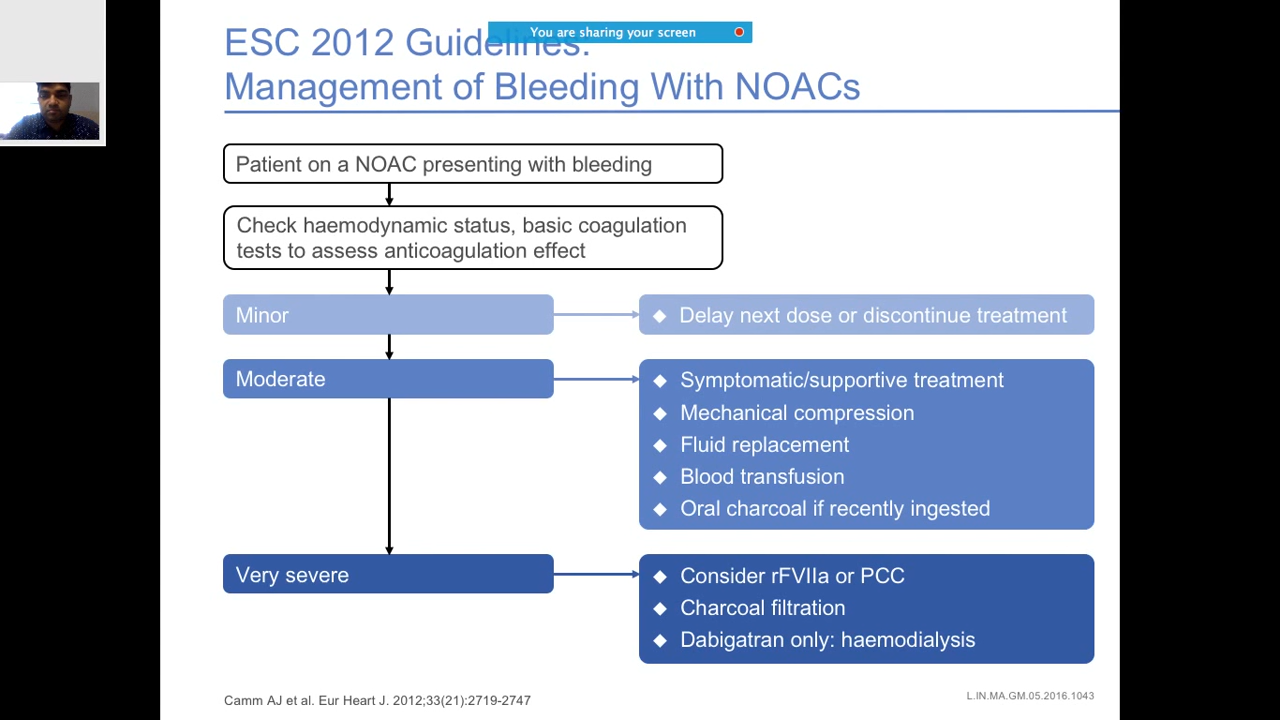 You are sharing your screen
ESC 2012 Guidelines:
Management of Bleeding With NOACs
Patient on a NOAC presenting with bleeding
Check haemodynamic status, basic coagulation
tests to assess anticoagulation effect
Minor
◆ Delay next dose or discontinue treatment
Moderate
◆ Symptomatic/supportive treatment
◆ Mechanical compression
◆ Fluid replacement
◆ Blood transfusion
◆ Oral charcoal if recently ingested
Very severe
◆ Consider rFVIIa or PCC
◆ Charcoal filtration
◆ Dabigatran only: haemodialysis
Camm AJ et al. Eur Heart J. 2012;33(21):2719-2747
L.IN.MA.GM.05.2016.1043